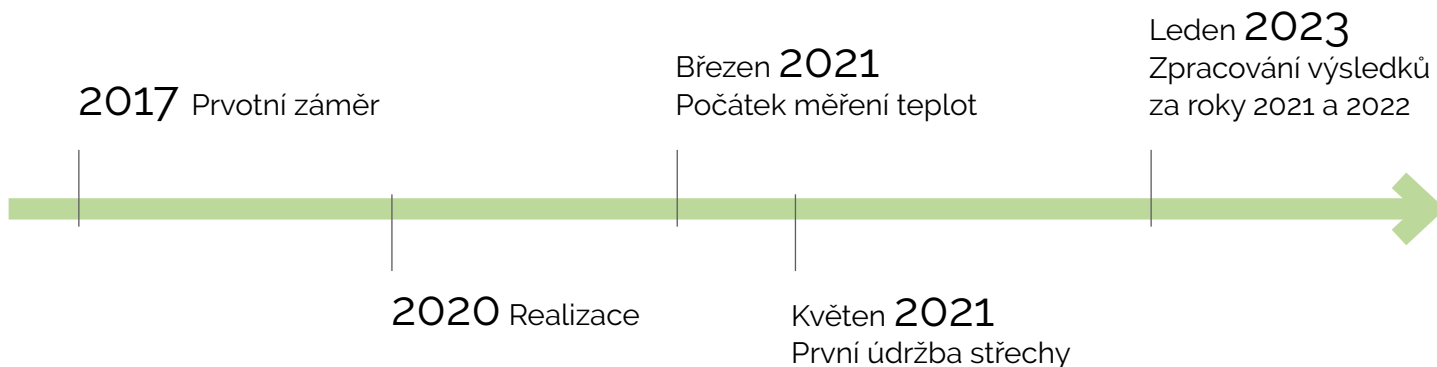 2017 Prvotní záměr
2020 Realizace
Březen 2021
Počátek měření teplot
Květen 2021
První údržba střechy
Leden 2023
Zpracování výsledků
za roky 2021 a 2022